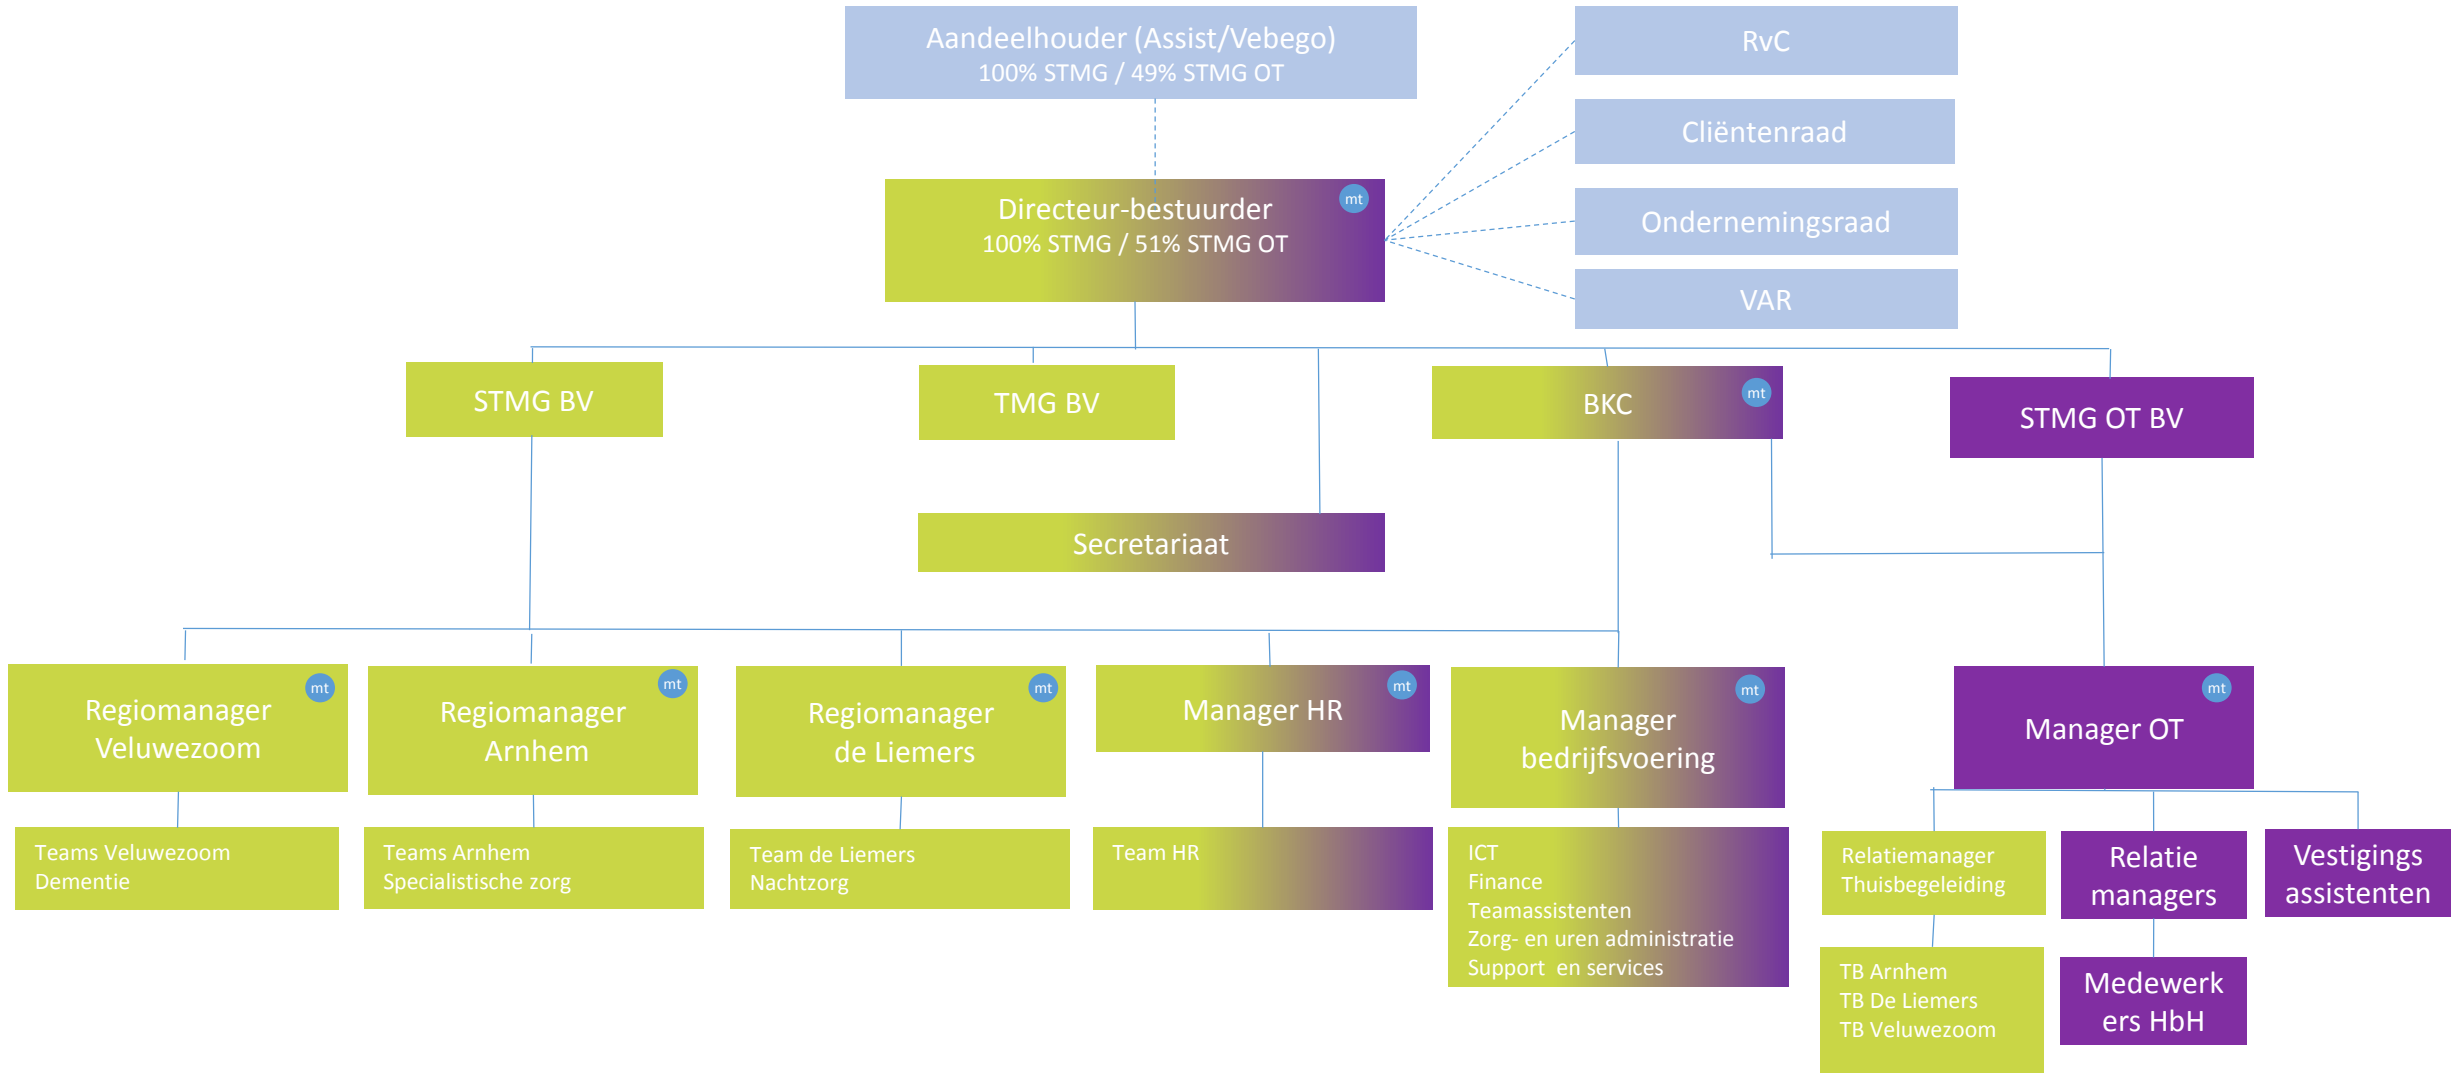 Aandeelhouder (Assist/Vebego)
100% STMG / 49% STMG OT
RvC
Cliëntenraad
Ondernemingsraad
VAR
mt
Directeur-bestuurder
100% STMG / 51% STMG OT
STMG BV
TMG BV
BKC
mt
STMG OT BV
Secretariaat
mt
Regiomanager
Veluwezoom
mt
Regiomanager
Arnhem
mt
Regiomanager
de Liemers
mt
Manager HR
mt
Manager
bedrijfsvoering
mt
Manager OT
Teams Veluwezoom
Dementie
Teams Arnhem
Specialistische zorg
Team de Liemers
Nachtzorg
Team HR
ICT
Finance
Teamassistenten
Zorg- en uren administratie
Support en services
Relatiemanager
Thuisbegeleiding
Relatie
managers
Vestigings
assistenten
TB Arnhem
TB De Liemers
TB Veluwezoom
Medewerk
ers HbH